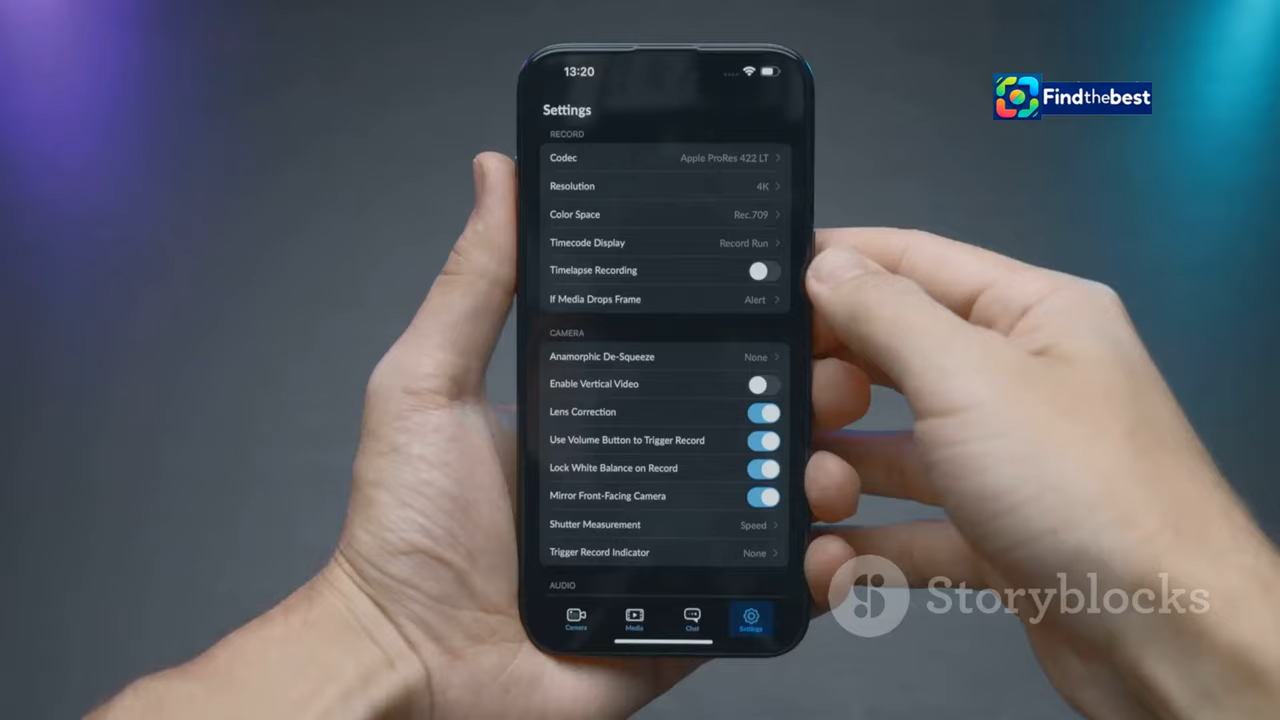 13:20
Findthebest
Settings
RECORD
Codec Apple ProRes 422 LT
Resolution 4K
Color Space Rec.709
Timecode Display Record Run
Timelapse Recording
If Media Drops Frame Alert
CAMERA
Anamorphic De-Squeeze None
Enable Vertical Video
Lens Correction
Use Volume Button to Trigger Record
Lock White Balance on Record
Mirror Front-Facing Camera
Shutter Measurement Speed
Trigger Record Indicator None
AUDIO
Storyblocks
Camera Media Chat Settings